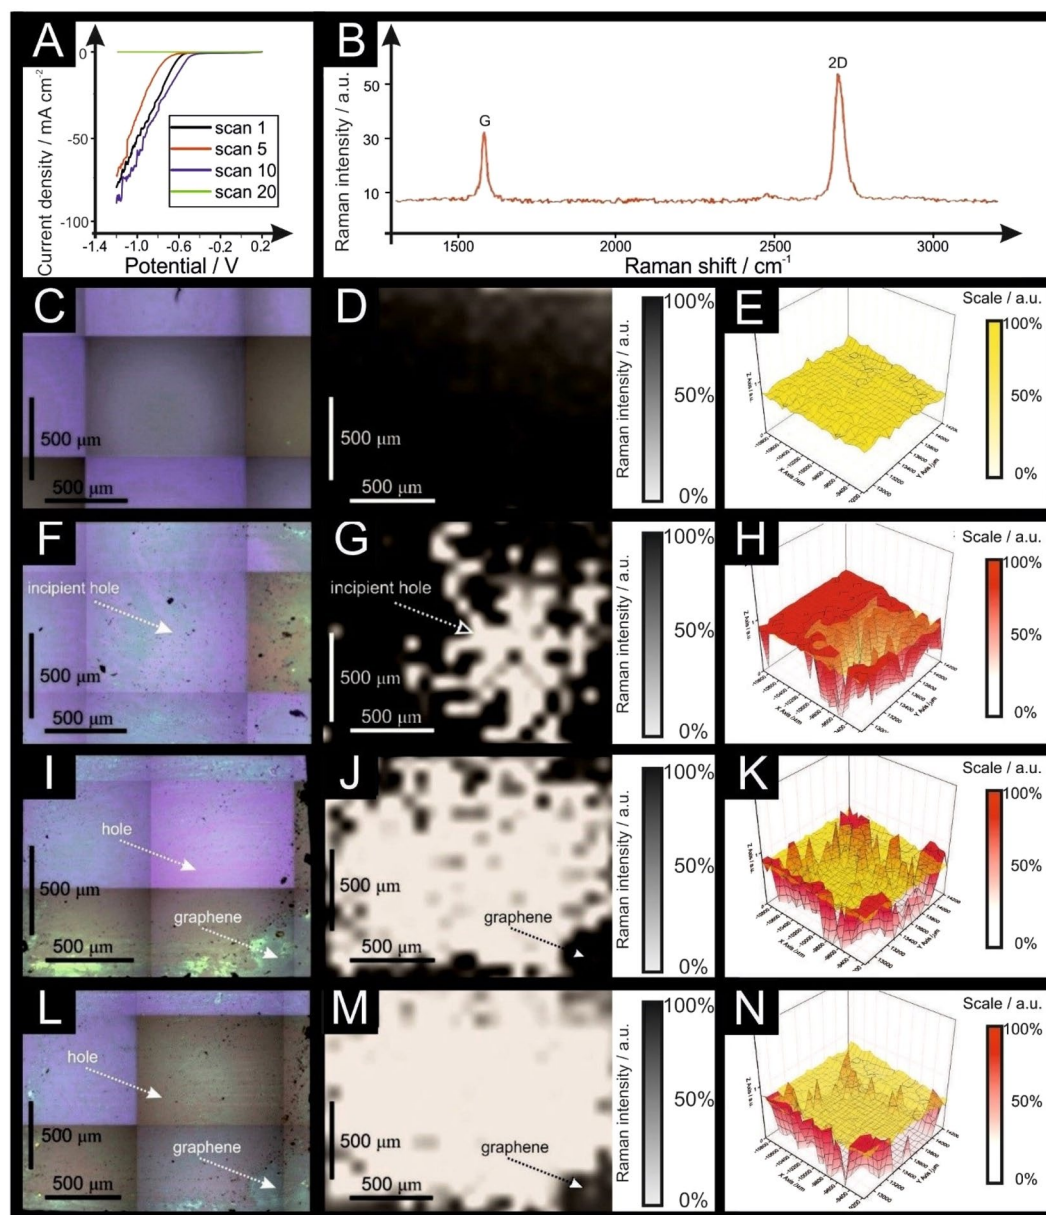 A
Current density / mA cm-2
0
-50
-100
-1.4
-1.0
-0.6
-0.2
0.2
Potential / V
scan 1
scan 5
scan 10
scan 20
B
Raman intensity / a.u.
50
30
10
G
2D
1500
2000
2500
3000
Raman shift / cm-1
C
500 μm
500 μm
D
500 μm
500 μm
Raman intensity / a.u.
100%
50%
0%
E
Scale / a.u.
100%
50%
0%
F
incipient hole
500 μm
500 μm
G
incipient hole
500 μm
500 μm
Raman intensity / a.u.
100%
50%
0%
H
Scale / a.u.
100%
50%
0%
I
hole
500 μm
graphene
500 μm
J
500 μm
graphene
500 μm
Raman intensity / a.u.
100%
50%
0%
K
Scale / a.u.
100%
50%
0%
L
hole
500 μm
graphene
500 μm
M
500 μm
graphene
500 μm
Raman intensity / a.u.
100%
50%
0%
N
Scale / a.u.
100%
50%
0%